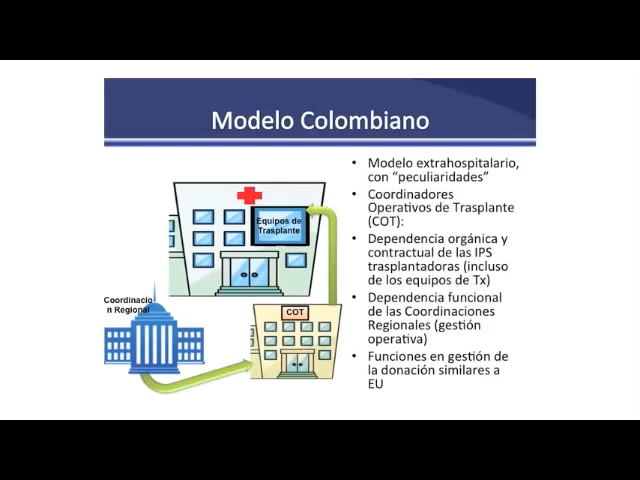 Modelo Colombiano
• Modelo extrahospitalario,
con “peculiaridades”
• Coordinadores
Operativos de Trasplante
(COT):
• Dependencia orgánica y
contractual de las IPS
trasplantadoras (incluso
de los equipos de Tx)
• Dependencia funcional
de las Coordinaciones
Regionales (gestión
operativa)
• Funciones en gestión de
la donación similares a
EU
Equipos de
Trasplante
Coordinacio
n Regional
COT